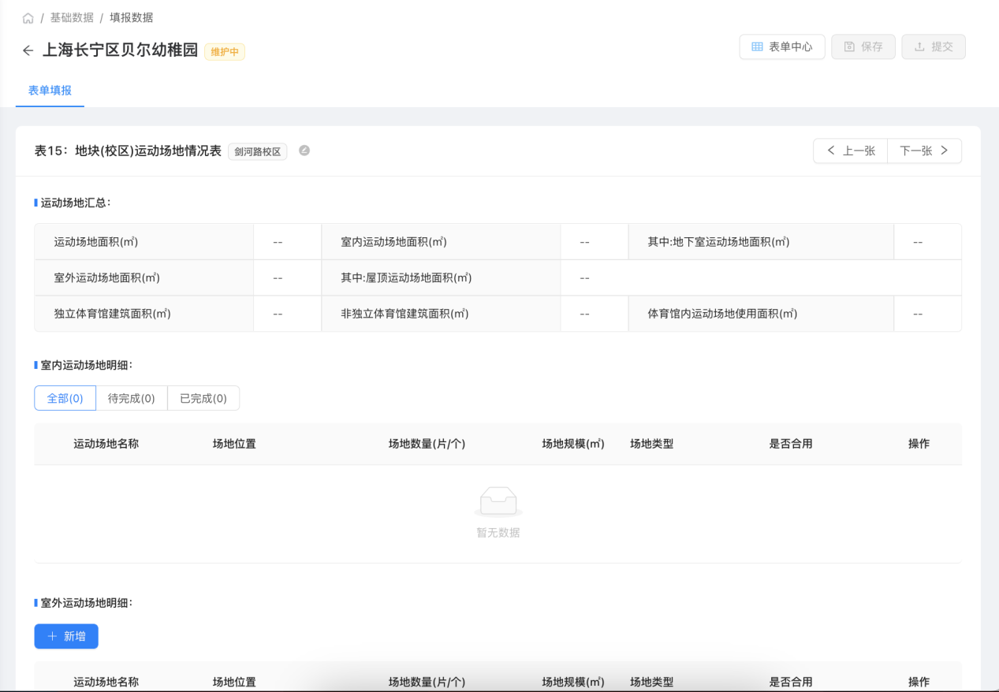 / 基础数据 / 填报数据
上海长宁区贝尔幼稚园 维护中
表单中心 保存 提交
表单填报
表15：地块(校区)运动场地情况表 剑河路校区
上一张 下一张
运动场地汇总：
运动场地面积(㎡) -- 室内运动场地面积(㎡) -- 其中:地下室运动场地面积(㎡) --
室外运动场地面积(㎡) -- 其中:屋顶运动场地面积(㎡) --
独立体育馆建筑面积(㎡) -- 非独立体育馆建筑面积(㎡) -- 体育馆内运动场地使用面积(㎡) --
室内运动场地明细：
全部(0) 待完成(0) 已完成(0)
运动场地名称 场地位置 场地数量(片/个) 场地规模(㎡) 场地类型 是否合用 操作
暂无数据
室外运动场地明细：
新增
运动场地名称 场地位置 场地数量(片/个) 场地规模(㎡) 场地类型 是否合用 操作